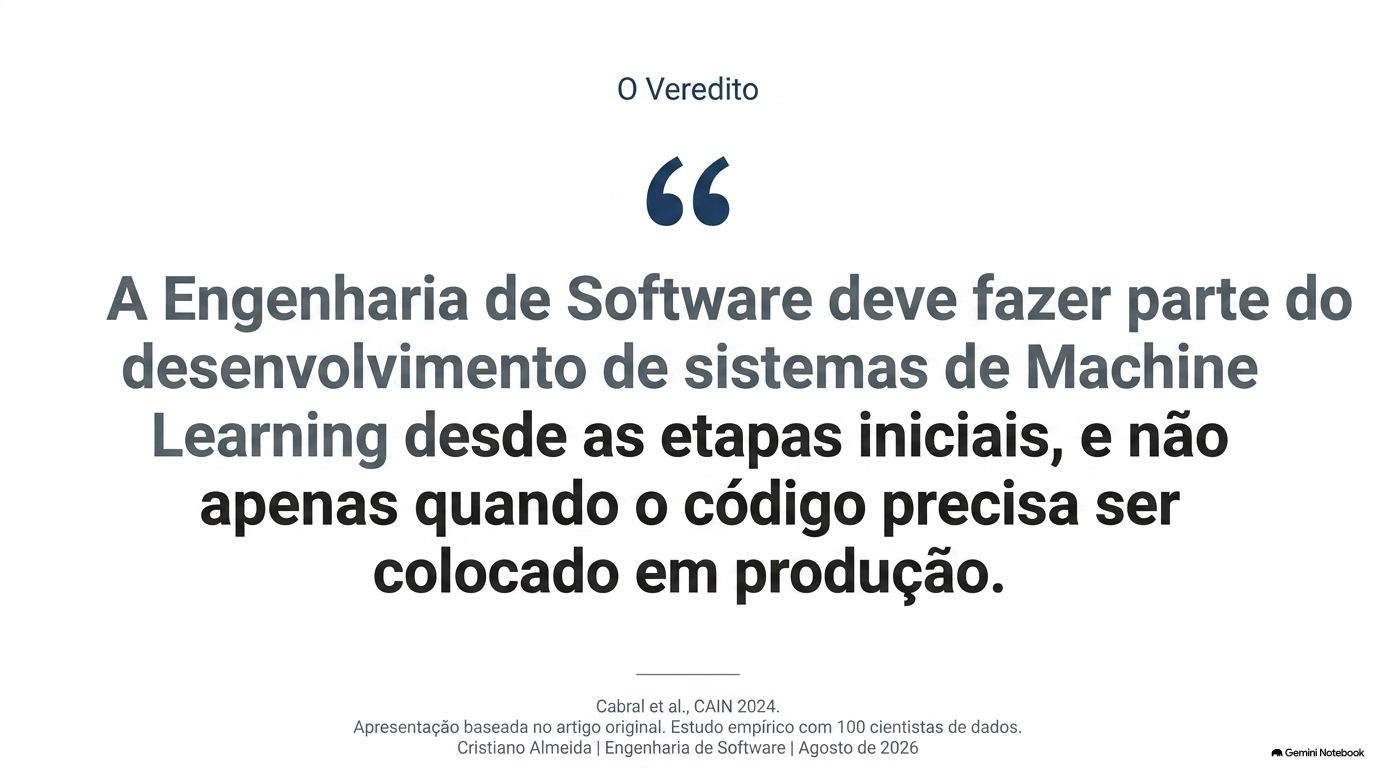 O Veredito
“
A Engenharia de Software deve fazer parte do
desenvolvimento de sistemas de Machine
Learning desde as etapas iniciais, e não
apenas quando o código precisa ser
colocado em produção.
Cabral et al., CAIN 2024.
Apresentação baseada no artigo original. Estudo empírico com 100 cientistas de dados.
Cristiano Almeida | Engenharia de Software | Agosto de 2026
Gemini Notebook